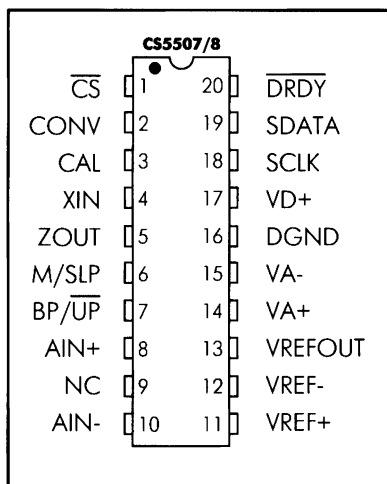 CS5507/8
CS 1 20 DRDY
CONV 2 19 SDATA
CAL 3 18 SCLK
XIN 4 17 VD+
ZOUT 5 16 DGND
M/SLP 6 15 VA-
BP/UP 7 14 VA+
AIN+ 8 13 VREFOUT
NC 9 12 VREF-
AIN- 10 11 VREF+